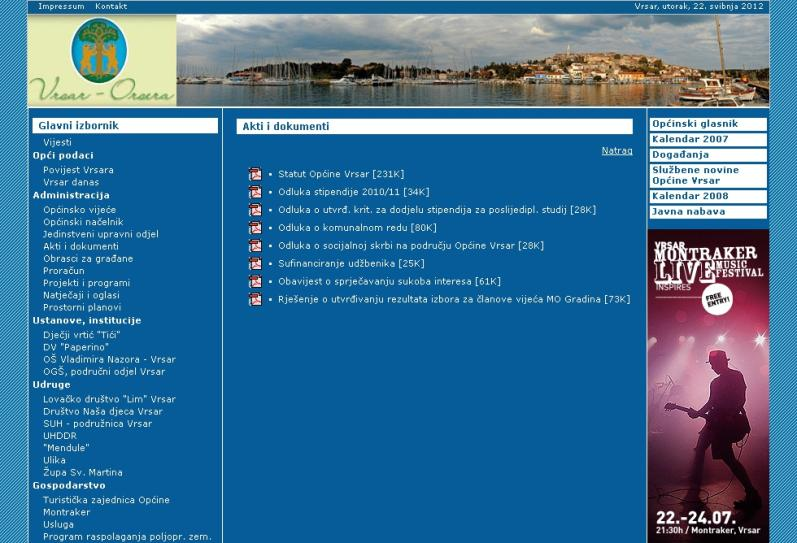 Impressum Kontakt
Vrsar, utorak, 22. svibnja 2012
Vrsar - Orsera
Glavni izbornik
Vijesti
Opći podaci
Povijest Vrsara
Vrsar danas
Administracija
Općinsko vijeće
Općinski načelnik
Jedinstveni upravni odjel
Akti i dokumenti
Obrasci za građane
Proračun
Projekti i programi
Natječaji i oglasi
Prostorni planovi
Ustanove, institucije
Dječji vrtić "Tići"
DV "Paperino"
OŠ Vladimira Nazora - Vrsar
OGŠ, područni odjel Vrsar
Udruge
Lovačko društvo "Lim" Vrsar
Društvo Naša djeca Vrsar
SUH - podružnica Vrsar
UHDDR
"Mendule"
Ulika
Župa Sv. Martina
Gospodarstvo
Turistička zajednica Općine
Montraker
Usluga
Program raspolaganja poljopr. zem.
Akti i dokumenti
Natrag
• Statut Općine Vrsar [231K]
• Odluka stipendije 2010/11 [34K]
• Odluka o utvrđ. krit. za dodjelu stipendija za poslijedipl. studij [28K]
• Odluka o komunalnom redu [80K]
• Odluka o socijalnoj skrbi na području Općine Vrsar [28K]
• Sufinanciranje udžbenika [25K]
• Obavijest o sprječavanju sukoba interesa [61K]
• Rješenje o utvrđivanju rezultata izbora za članove vijeća MO Gradina [73K]
Općinski glasnik
Kalendar 2007
Događanja
Službene novine
Općine Vrsar
Kalendar 2008
Javna nabava
VRSAR
MONTRAKER
LIVE MUSIC
FESTIVAL
INSPIRES
FREE
ENTRY!
22.-24.07.
21:30h / Montraker, Vrsar